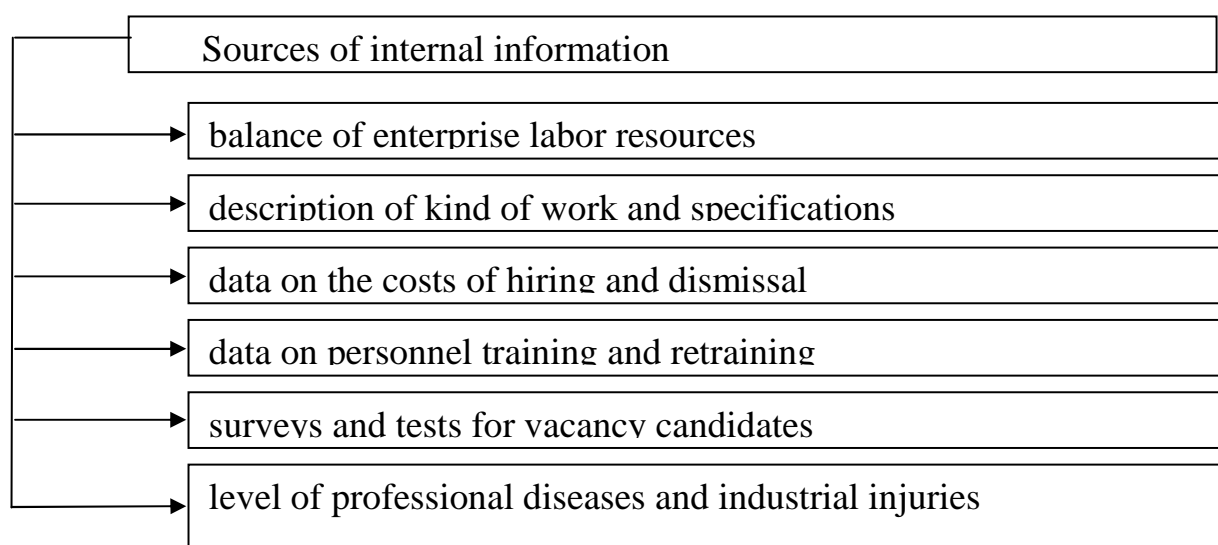 Sources of internal information
balance of enterprise labor resources
description of kind of work and specifications
data on the costs of hiring and dismissal
data on personnel training and retraining
surveys and tests for vacancy candidates
level of professional diseases and industrial injuries